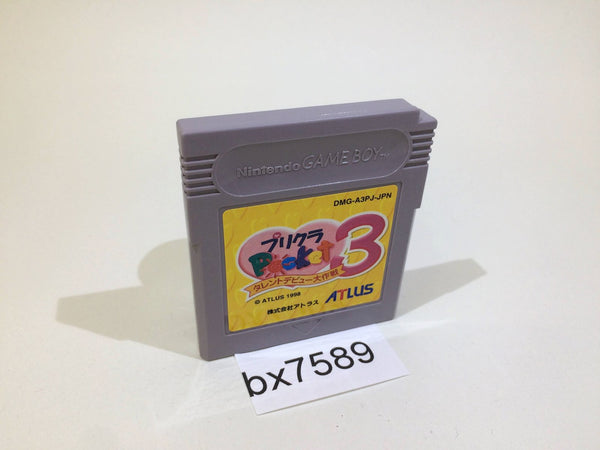 Nintendo GAME BOY TM
DMG-A3PJ-JPN
プリクラ
Pocket 3
タレントデビュー大作戦
© ATLUS 1998
株式会社アトラス
ATLUS
bx7589